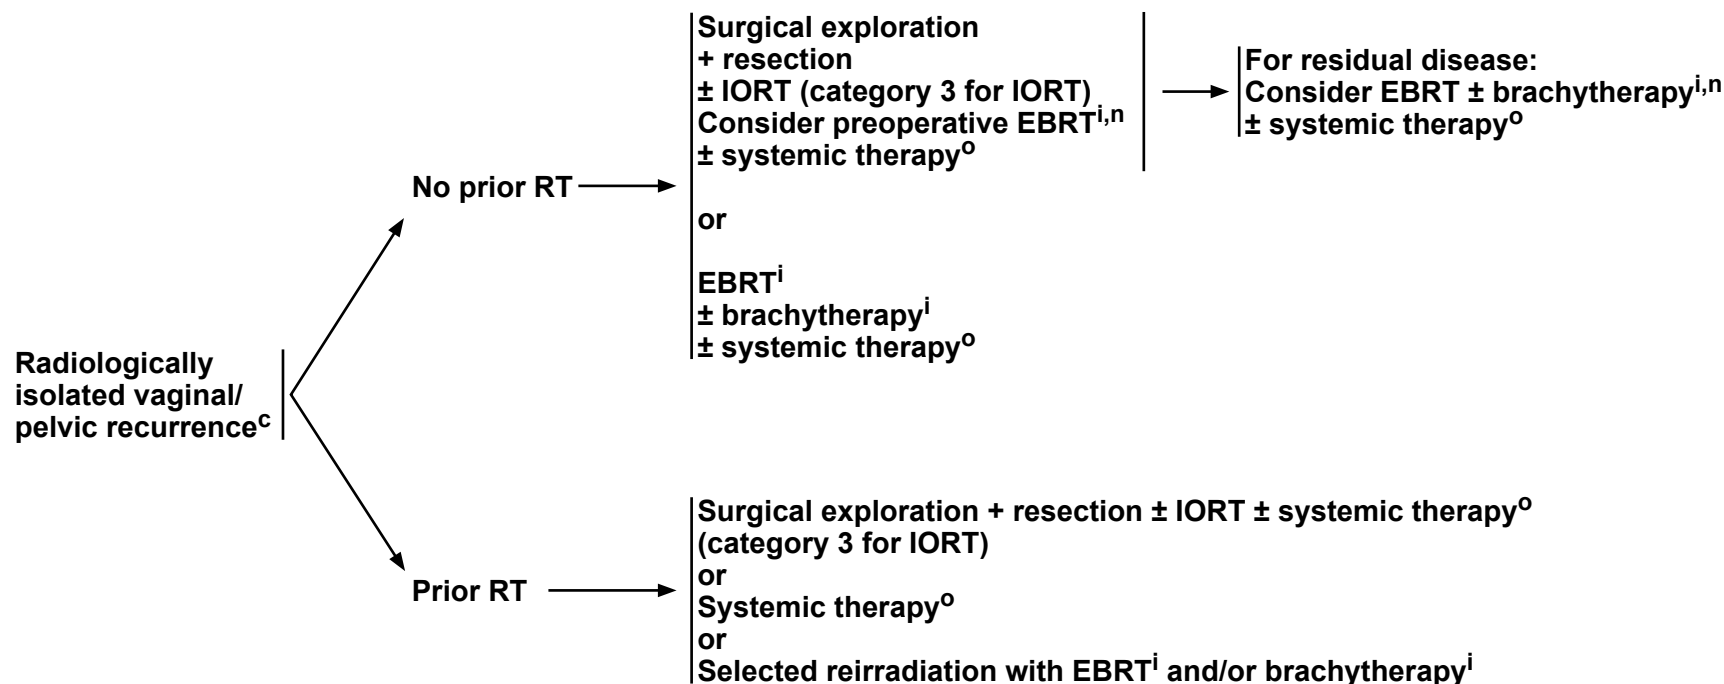 Radiologically
isolated vaginal/
pelvic recurrenceᶜ
No prior RT
Surgical exploration
+ resection
± IORT (category 3 for IORT)
Consider preoperative EBRTⁱ,ⁿ
± systemic therapyᵒ
or
EBRTⁱ
± brachytherapyⁱ
± systemic therapyᵒ
For residual disease:
Consider EBRT ± brachytherapyⁱ,ⁿ
± systemic therapyᵒ
Prior RT
Surgical exploration + resection ± IORT ± systemic therapyᵒ
(category 3 for IORT)
or
Systemic therapyᵒ
or
Selected reirradiation with EBRTⁱ and/or brachytherapyⁱ